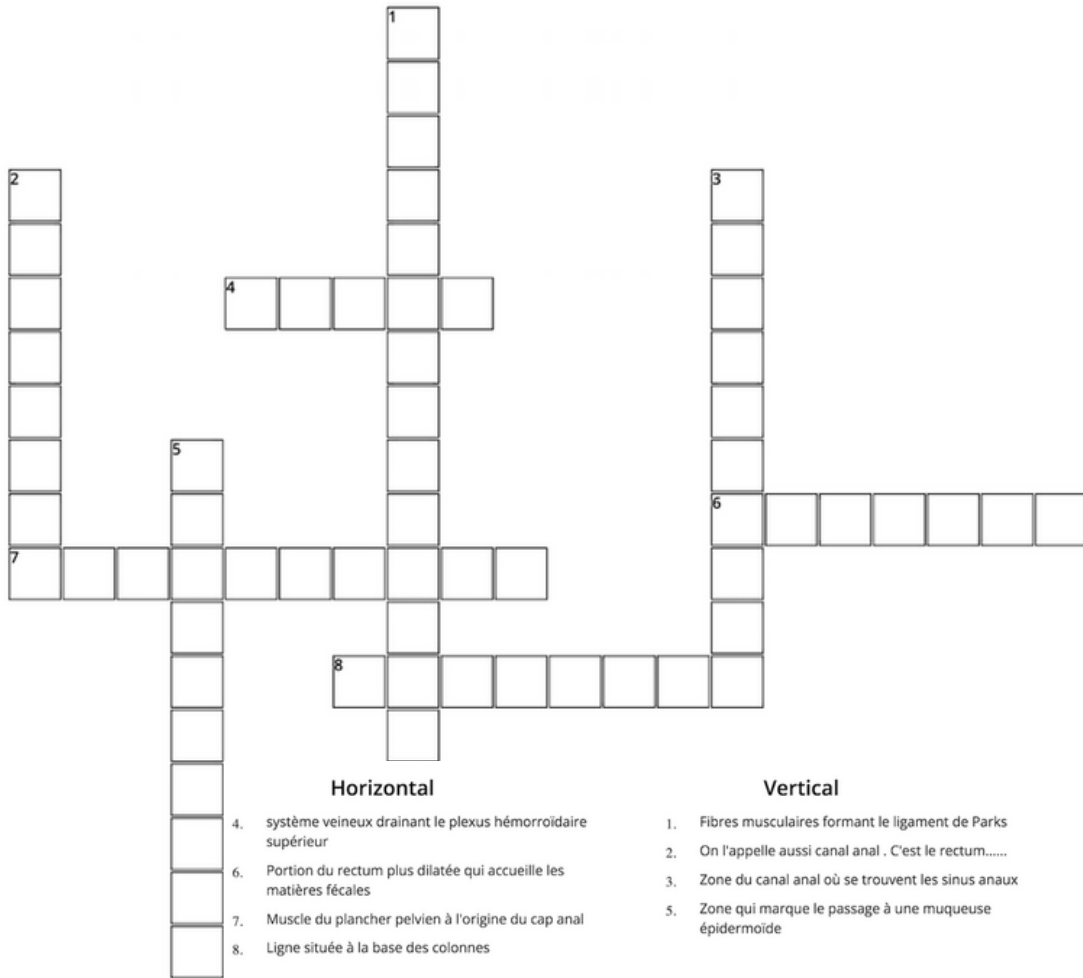 1
2
3
4
5
6
7
8
Horizontal
4. système veineux drainant le plexus hémorroïdaire
supérieur
6. Portion du rectum plus dilatée qui accueille les
matières fécales
7. Muscle du plancher pelvien à l'origine du cap anal
8. Ligne située à la base des colonnes
Vertical
1. Fibres musculaires formant le ligament de Parks
2. On l'appelle aussi canal anal . C'est le rectum......
3. Zone du canal anal où se trouvent les sinus anaux
5. Zone qui marque le passage à une muqueuse
épidermoïde